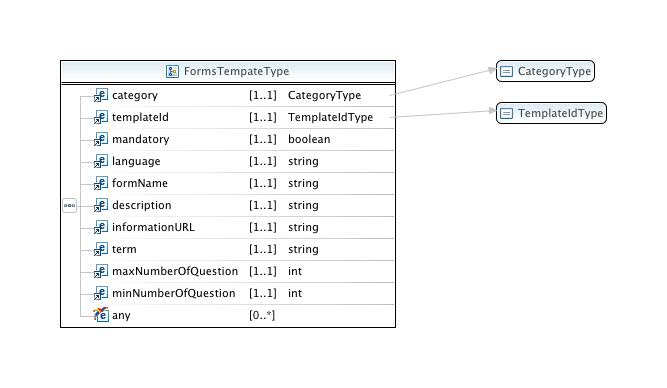 FormsTempateType
category [1..1] CategoryType
templateId [1..1] TemplateIdType
mandatory [1..1] boolean
language [1..1] string
formName [1..1] string
description [1..1] string
informationURL [1..1] string
term [1..1] string
maxNumberOfQuestion [1..1] int
minNumberOfQuestion [1..1] int
any [0..*]
CategoryType
TemplateIdType